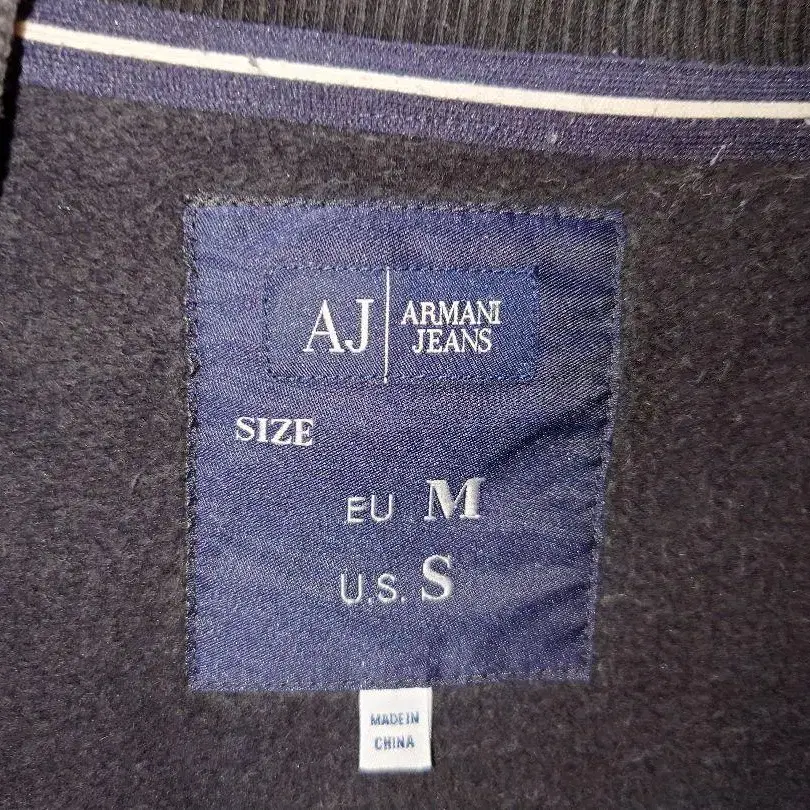 AJ
ARMANI
JEANS
SIZE
EU M
U.S. S
MADE IN
CHINA